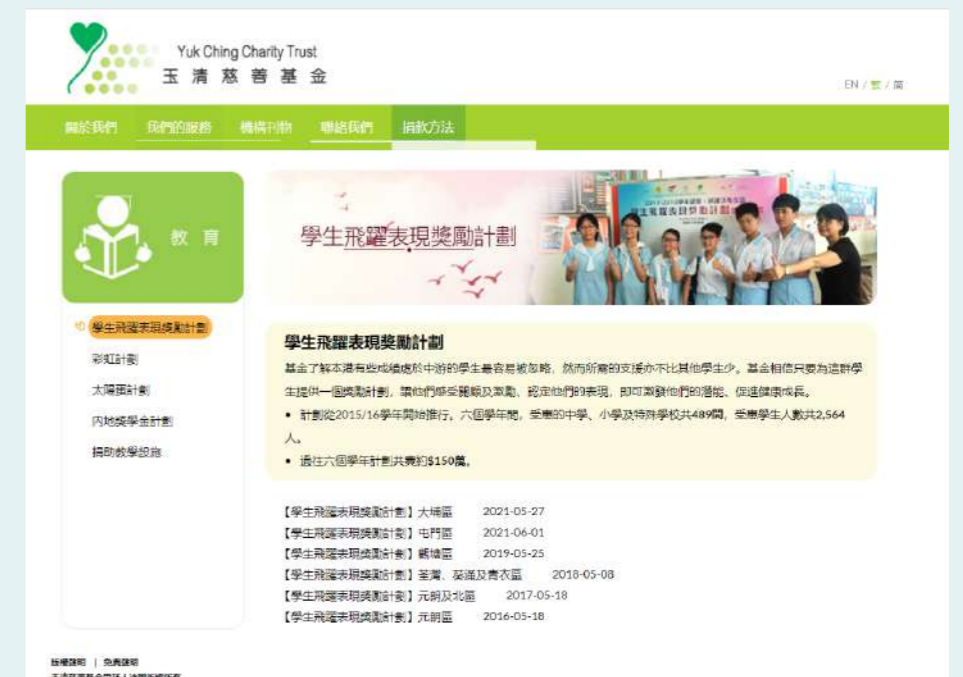 Yuk Ching Charity Trust
玉清慈善基金
EN / 繁 / 简
關於我們 我們的服務 機構刊物 聯絡我們 捐款方法
教育
學生飛躍表現獎勵計劃
學生飛躍表現獎勵計劃
彩虹計劃
太陽蛋計劃
內地獎學金計劃
捐助教學設施
學生飛躍表現獎勵計劃
基金了解本港有些成績處於中游的學生最容易被忽略，然而所需的支援亦不比其他學生少。基金相信只要為這群學
生提供一個獎勵計劃，讓他們感受關顧及激勵、認定他們的表現，即可激發他們的潛能、促進健康成長。
• 計劃從2015/16學年開始推行。六個學年間，受惠的中學、小學及特殊學校共489間，受惠學生人數共2,564
人。
• 過往六個學年計劃共費約$150萬。
【學生飛躍表現獎勵計劃】大埔區 2021-05-27
【學生飛躍表現獎勵計劃】屯門區 2021-06-01
【學生飛躍表現獎勵計劃】觀塘區 2019-05-25
【學生飛躍表現獎勵計劃】荃灣、葵涌及青衣區 2018-05-08
【學生飛躍表現獎勵計劃】元朗及北區 2017-05-18
【學生飛躍表現獎勵計劃】元朗區 2016-05-18
版權聲明 | 免責聲明